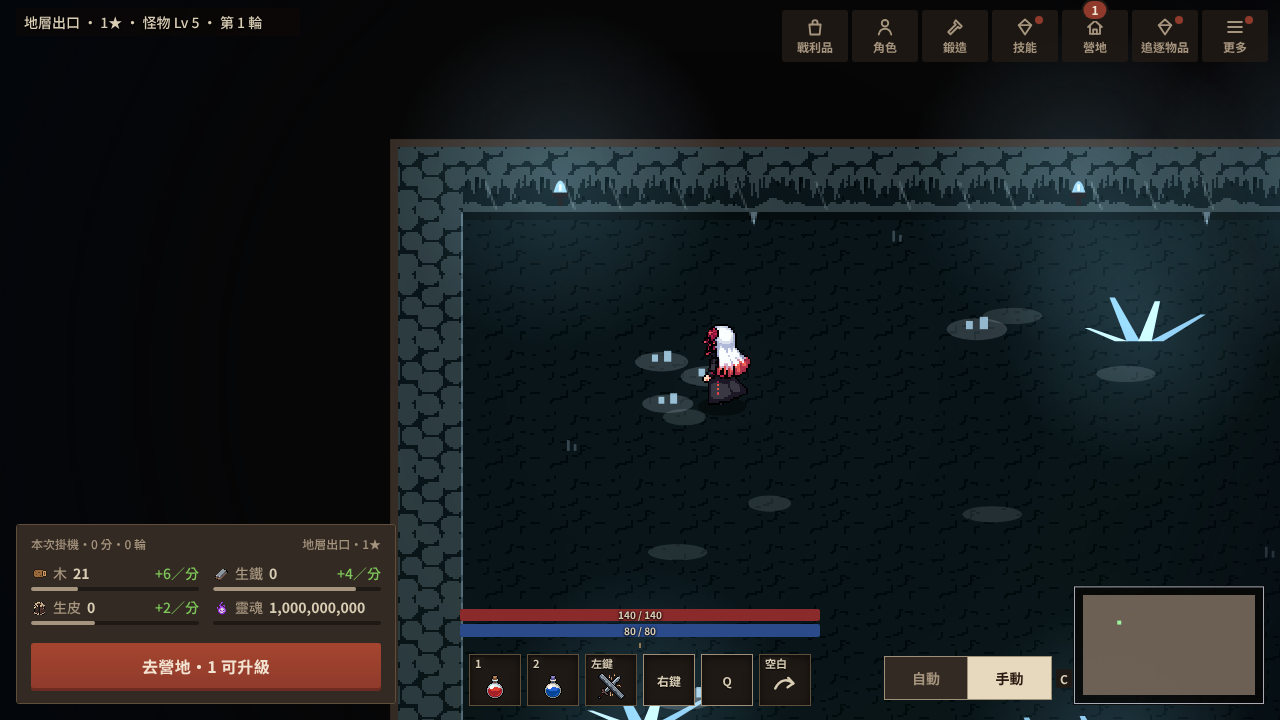 地層出口・1★・怪物 Lv 5・第 1 輪
戰利品
角色
鍛造
技能
1
營地
追逐物品
更多
本次掛機・0 分・0 輪
地層出口・1★
木 21 +6／分
生鐵 0 +4／分
生皮 0 +2／分
靈魂 1,000,000,000
去營地・1 可升級
140 / 140
80 / 80
1
2
左鍵
右鍵
Q
空白
自動
手動
C